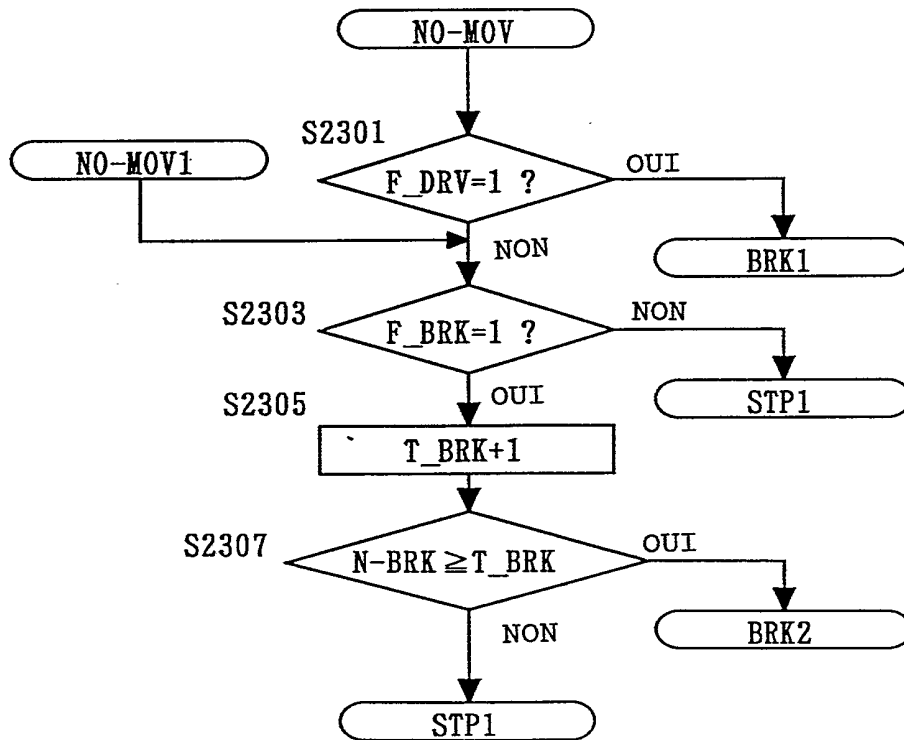 NO-MOV
S2301
NO-MOV1
F_DRV=1 ?
OUI
BRK1
NON
S2303
F_BRK=1 ?
NON
STP1
OUI
S2305
T_BRK+1
S2307
N-BRK≧T_BRK
OUI
BRK2
NON
STP1